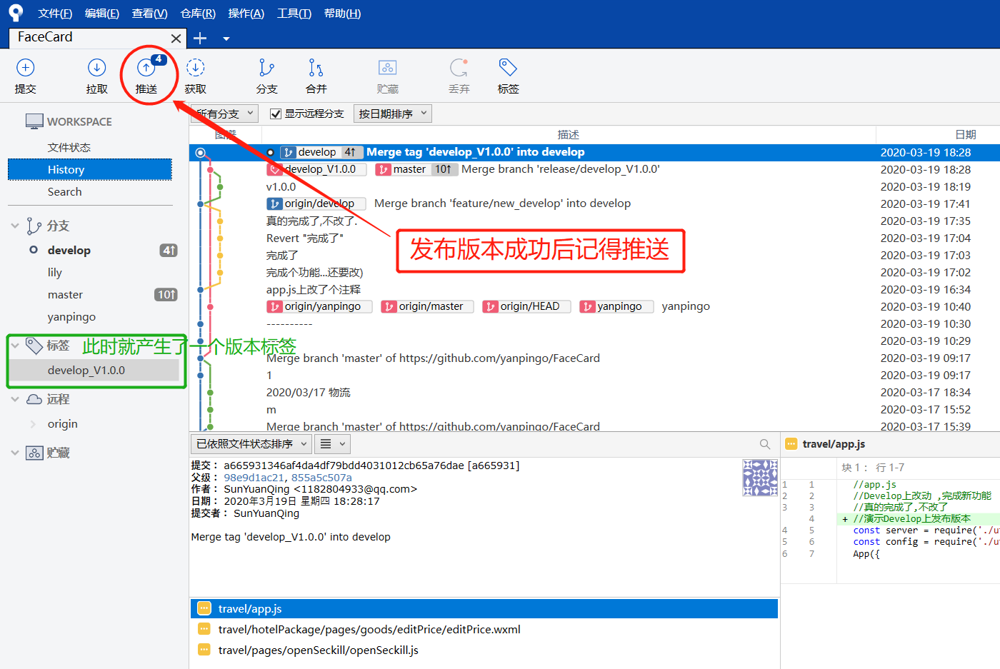 文件(F) 编辑(E) 查看(V) 仓库(R) 操作(A) 工具(T) 帮助(H)
FaceCard
4
提交 拉取 推送 获取 分支 合并 贮藏 丢弃 标签
所有分支 显示远程分支 按日期排序
WORKSPACE
文件状态
History
Search
分支
develop 4↑
lily
master 10↑
yanpingo
标签 此时就产生了一个版本标签
develop_V1.0.0
远程
origin
贮藏
图谱 描述 日期
develop 4↑ Merge tag 'develop_V1.0.0' into develop 2020-03-19 18:28
develop_V1.0.0 master 10↑ Merge branch 'release/develop_V1.0.0' 2020-03-19 18:28
v1.0.0 2020-03-19 18:19
origin/develop Merge branch 'feature/new_develop' into develop 2020-03-19 17:41
真的完成了,不改了. 2020-03-19 17:35
Revert "完成了" 2020-03-19 17:04
完成了 2020-03-19 17:03
完成个功能...还要改) 2020-03-19 17:02
app.js上改了个注释 2020-03-19 16:34
origin/yanpingo origin/master origin/HEAD yanpingo yanpingo 2020-03-19 10:40
---------- 2020-03-19 10:30
2020-03-19 10:29
Merge branch 'master' of https://github.com/yanpingo/FaceCard 2020-03-19 09:17
1 2020-03-19 09:17
2020/03/17 物流 2020-03-17 18:34
m 2020-03-17 15:52
Merge branch 'master' of https://github.com/yanpingo/FaceCard 2020-03-17 15:39
发布版本成功后记得推送
已依照文件状态排序
提交： a665931346af4da4df79bdd4031012cb65a76dae [a665931]
父级： 98e9d1ac21, 855a5c507a
作者： SunYuanQing <1182804933@qq.com>
日期： 2020年3月19日 星期四 18:28:17
提交者： SunYuanQing
Merge tag 'develop_V1.0.0' into develop
travel/app.js
travel/hotelPackage/pages/goods/editPrice/editPrice.wxml
travel/pages/openSeckill/openSeckill.js
travel/app.js
块 1： 行 1-7
1 1 //app.js
2 2 //Develop上改动 ,完成新功能
3 3 //真的完成了,不改了
4 + //演示Develop上发布版本
4 5 const server = require('./u
5 6 const config = require('./u
6 7 App({